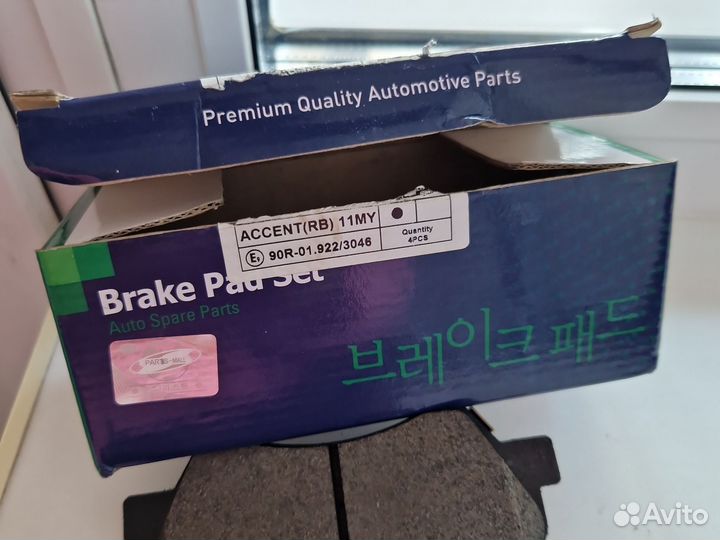 Premium Quality Automotive Parts
ACCENT(RB) 11MY
Quantity
4PCS
90R-01.922/3046
Brake Pad Set
Auto Spare Parts
PARTS-MALL
브레이크 패드
Avito